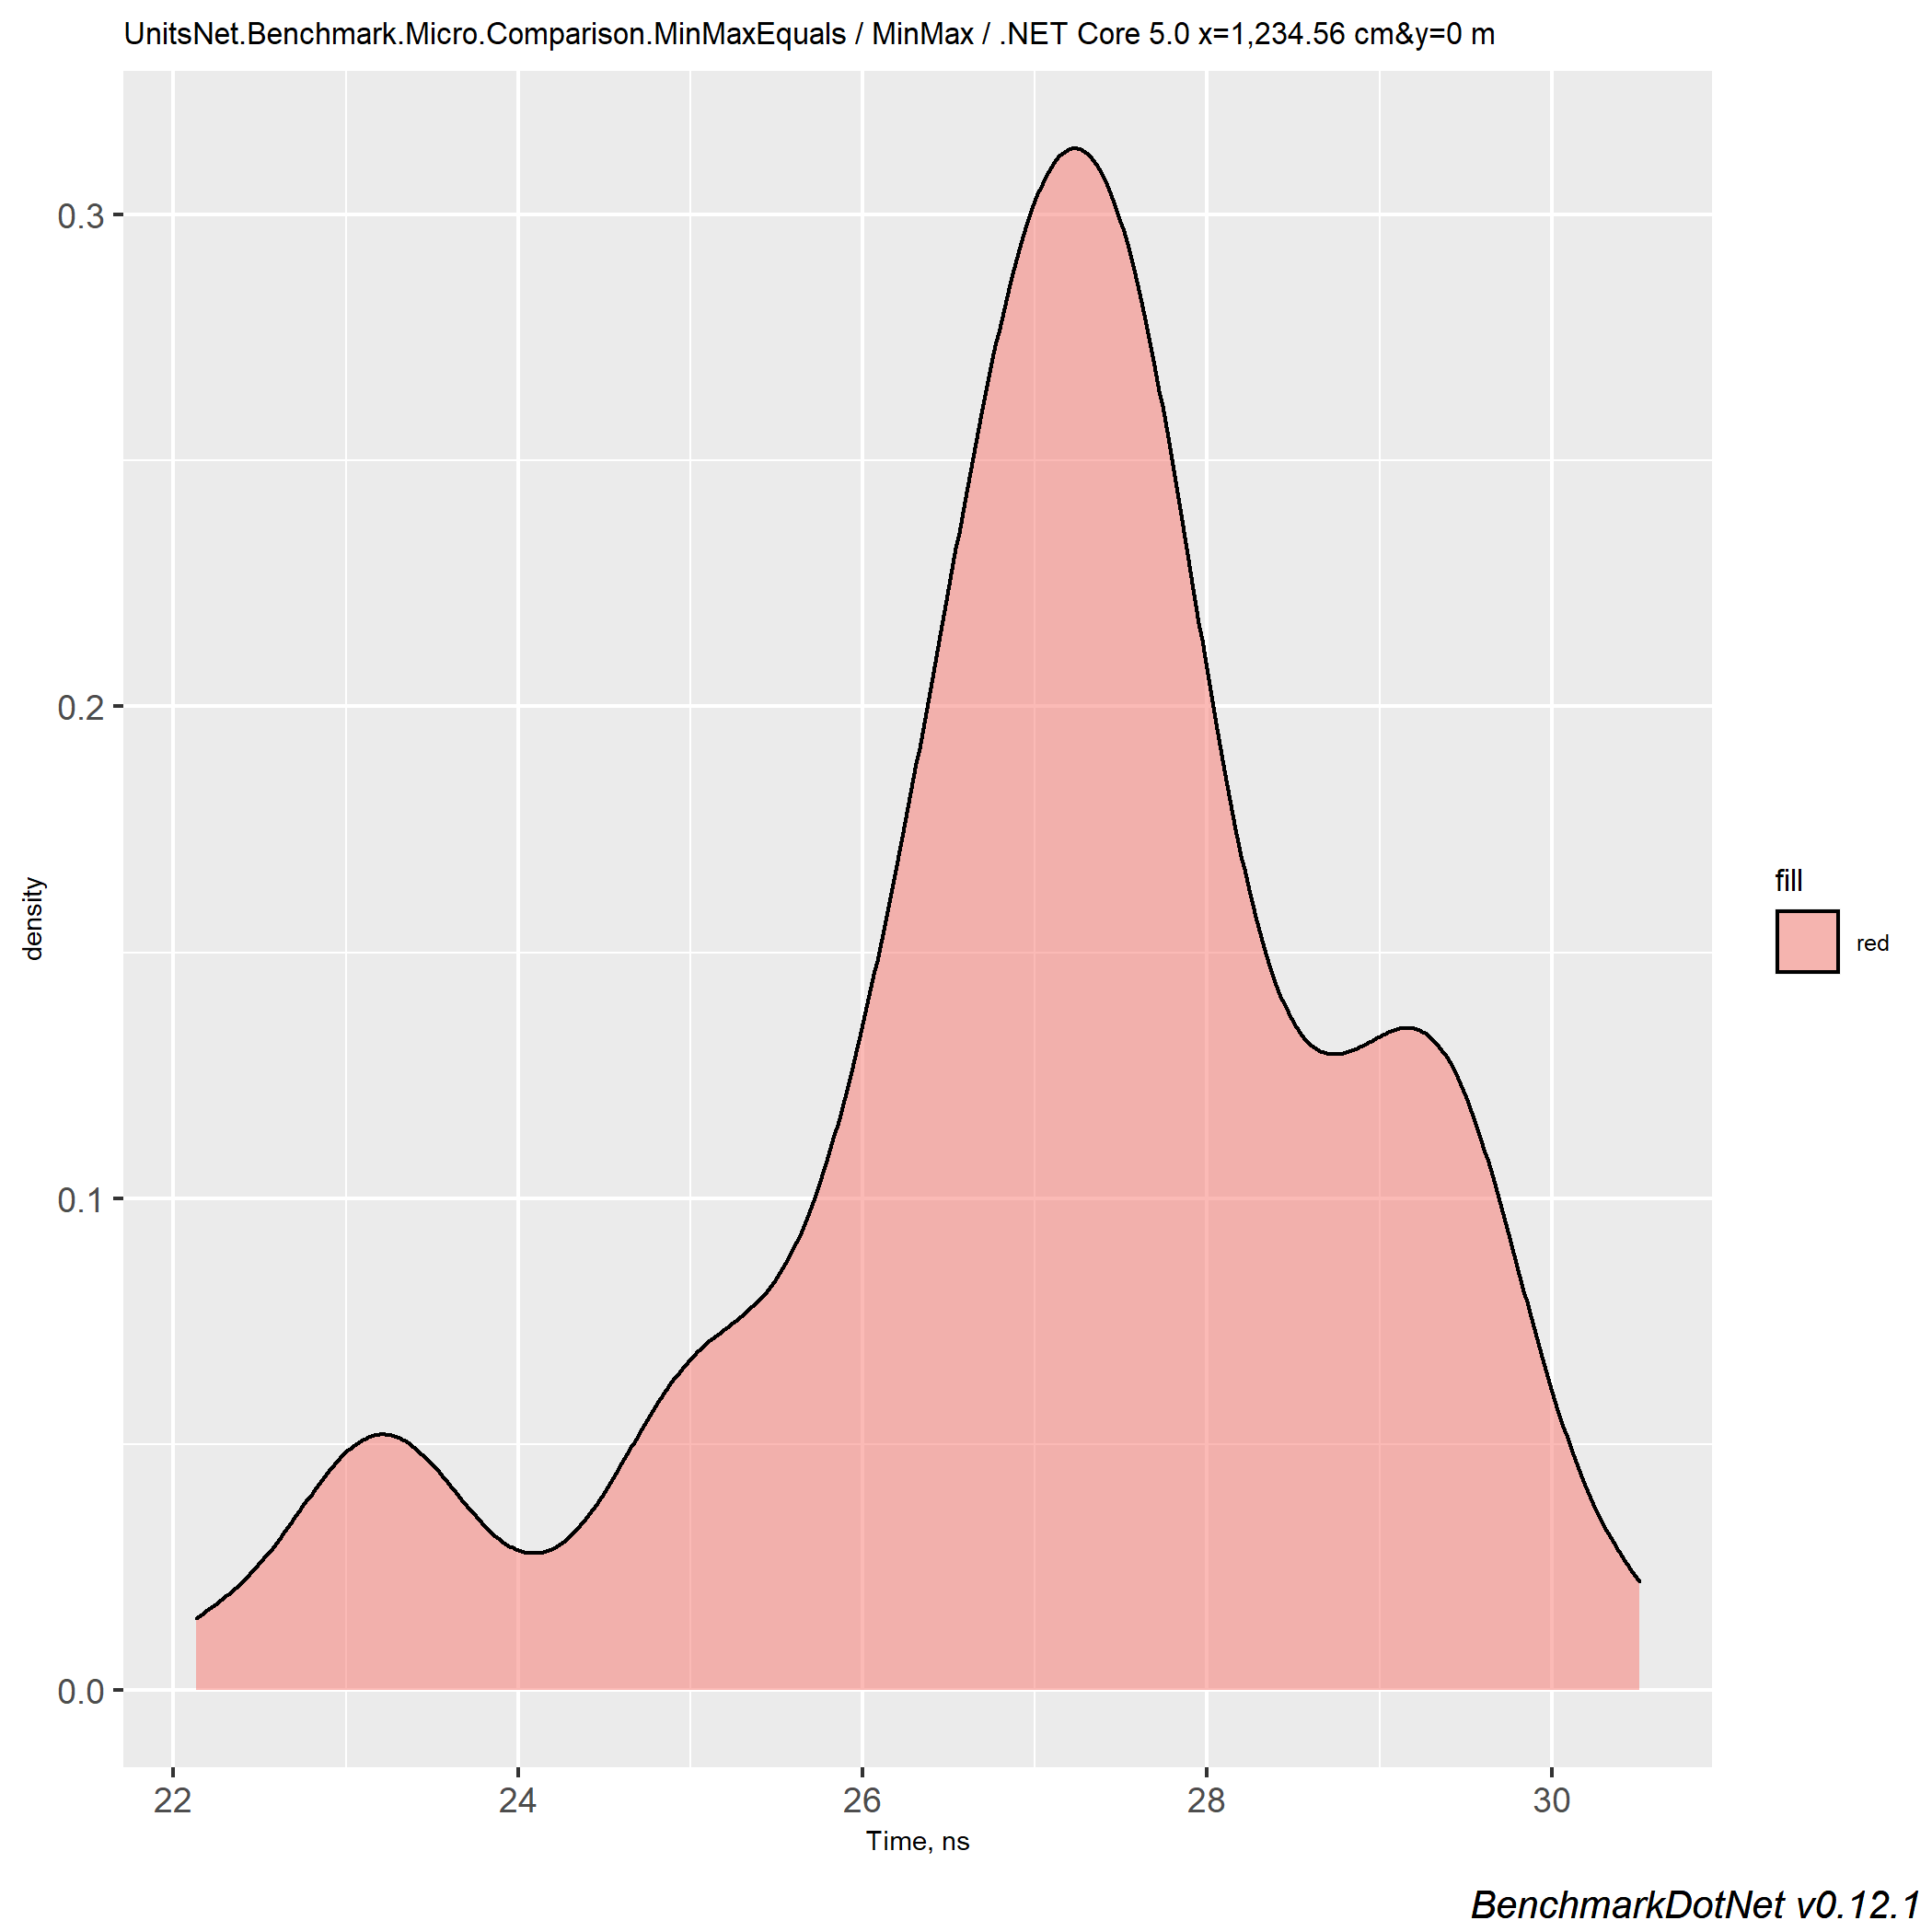 UnitsNet.Benchmark.Micro.Comparison.MinMaxEquals / MinMax / .NET Core 5.0 x=1,234.56 cm&y=0 m
0.3
0.2
0.1
0.0
density
22 24 26 28 30
Time, ns
fill
red
BenchmarkDotNet v0.12.1